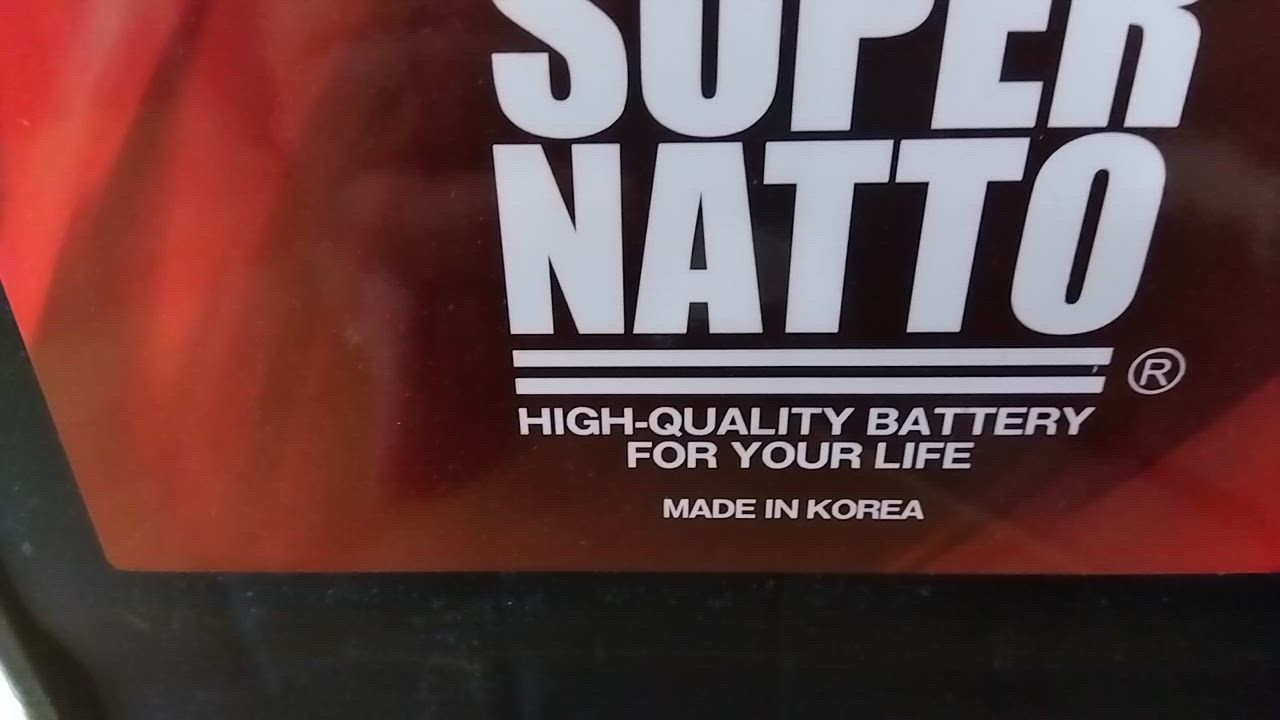 SUPER
NATTO
®
HIGH-QUALITY BATTERY
FOR YOUR LIFE
MADE IN KOREA